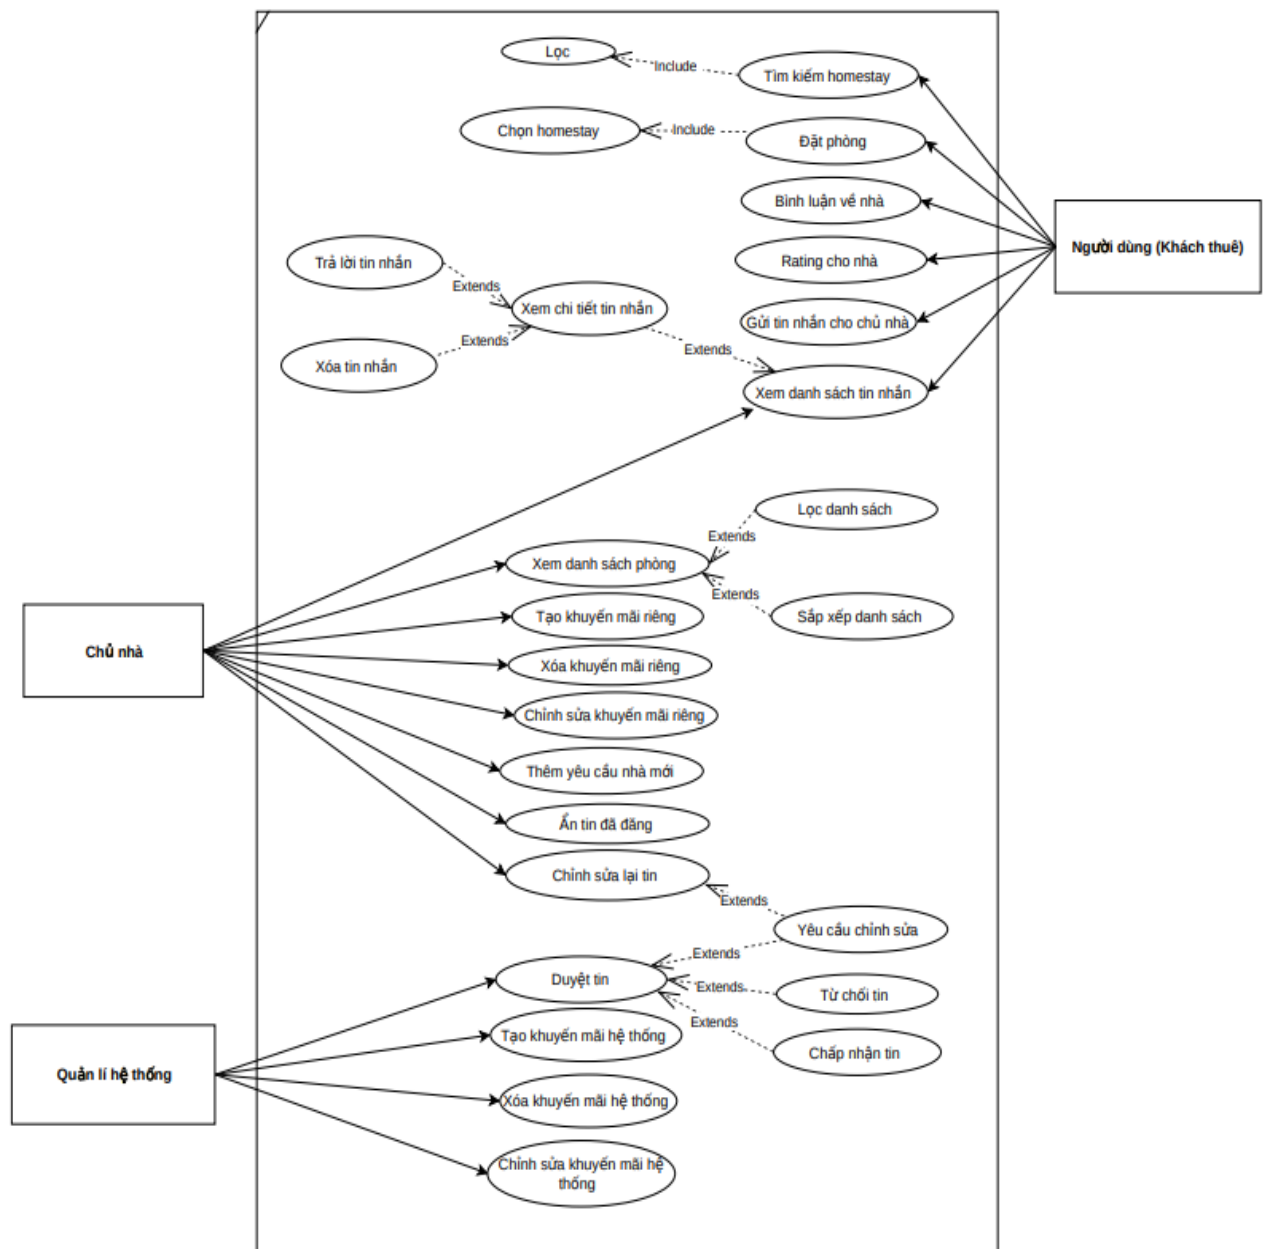 Lọc
Include
Tìm kiếm homestay
Chọn homestay
Include
Đặt phòng
Bình luận về nhà
Người dùng (Khách thuê)
Rating cho nhà
Trả lời tin nhắn
Extends
Xem chi tiết tin nhắn
Gửi tin nhắn cho chủ nhà
Extends
Extends
Xóa tin nhắn
Xem danh sách tin nhắn
Lọc danh sách
Extends
Xem danh sách phòng
Extends
Tạo khuyến mãi riêng
Sắp xếp danh sách
Chủ nhà
Xóa khuyến mãi riêng
Chỉnh sửa khuyến mãi riêng
Thêm yêu cầu nhà mới
Ẩn tin đã đăng
Chỉnh sửa lại tin
Extends
Yêu cầu chỉnh sửa
Extends
Duyệt tin
Extends
Từ chối tin
Extends
Tạo khuyến mãi hệ thống
Chấp nhận tin
Quản lí hệ thống
Xóa khuyến mãi hệ thống
Chỉnh sửa khuyến mãi hệ
thống